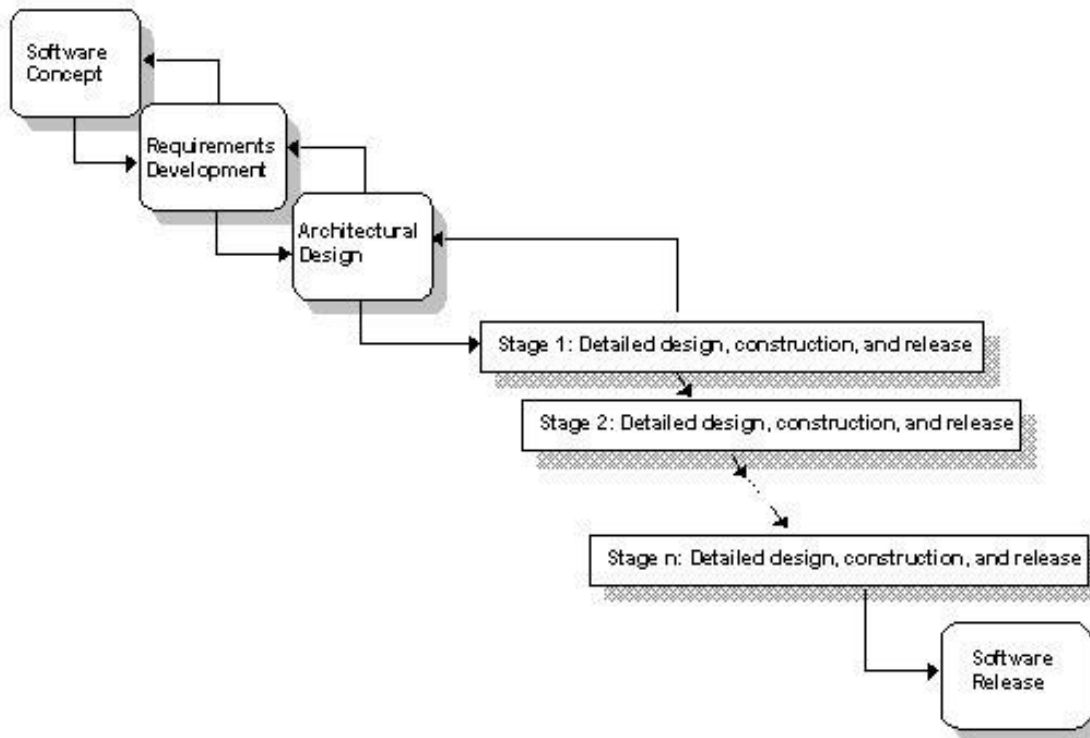 Software
Concept
Requirements
Development
Architectural
Design
Stage 1: Detailed design, construction, and release
Stage 2: Detailed design, construction, and release
Stage n: Detailed design, construction, and release
Software
Release